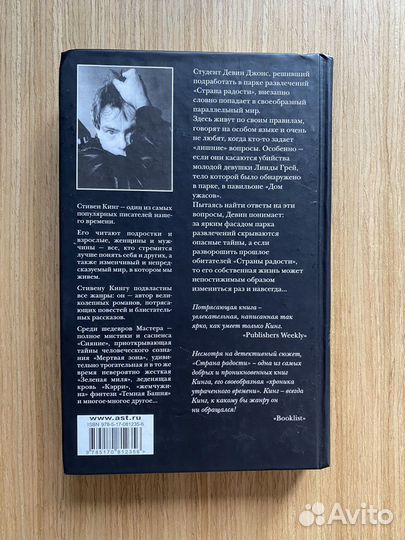 Студент Девин Джонс, решивший
подработать в парке развлечений
«Страна радости», внезапно
словно попадает в своеобразный
параллельный мир.
Здесь живут по своим правилам,
говорят на особом языке и очень
не любят, когда кто-то задает
«лишние» вопросы. Особенно —
если они касаются убийства
молодой девушки Линды Грей,
тело которой было обнаружено
в парке, в павильоне «Дом
ужасов».
Пытаясь найти ответы на эти
вопросы, Девин понимает:
за ярким фасадом парка
развлечений скрываются
опасные тайны, а если
разворошить прошлое
обитателей «Страны радости»,
то его собственная жизнь может
непостижимым образом
измениться раз и навсегда...
Потрясающая книга —
увлекательная, написанная так
ярко, как умеет только Кинг.
«Publishers Weekly»
Несмотря на детективный сюжет,
«Страна радости» – одна из самых
добрых и проникновенных книг
Кинга, его своеобразная «хроника
утраченного времени». Кинг – всегда
Кинг, к какому бы жанру он
ни обращался!
«Booklist»
Стивен Кинг – один из самых
популярных писателей наше-
го времени.
Его читают подростки и
взрослые, женщины и муж-
чины — все, кто стремится
лучше понять себя и других, а
также изменчивый и непред-
сказуемый мир, в котором мы
живем.
Стивену Кингу подвластны
все жанры: он – автор вели-
колепных романов, потря-
сающих повестей и блиста-
тельных рассказов.
Среди шедевров Мастера —
полное мистики и саспенса
«Сияние», приоткрывающая
тайны человеческого созна-
ния "Мертвая зона", удиви-
тельно трогательная и в то же
время невероятно жесткая
"Зеленая миля", леденящая
кровь «Кэрри», «жемчужи-
на» фэнтези «Темная Башня»
и многое-многое другое...
www.ast.ru
ISBN 978-5-17-081235-6
9 785170 812356 >
Avito